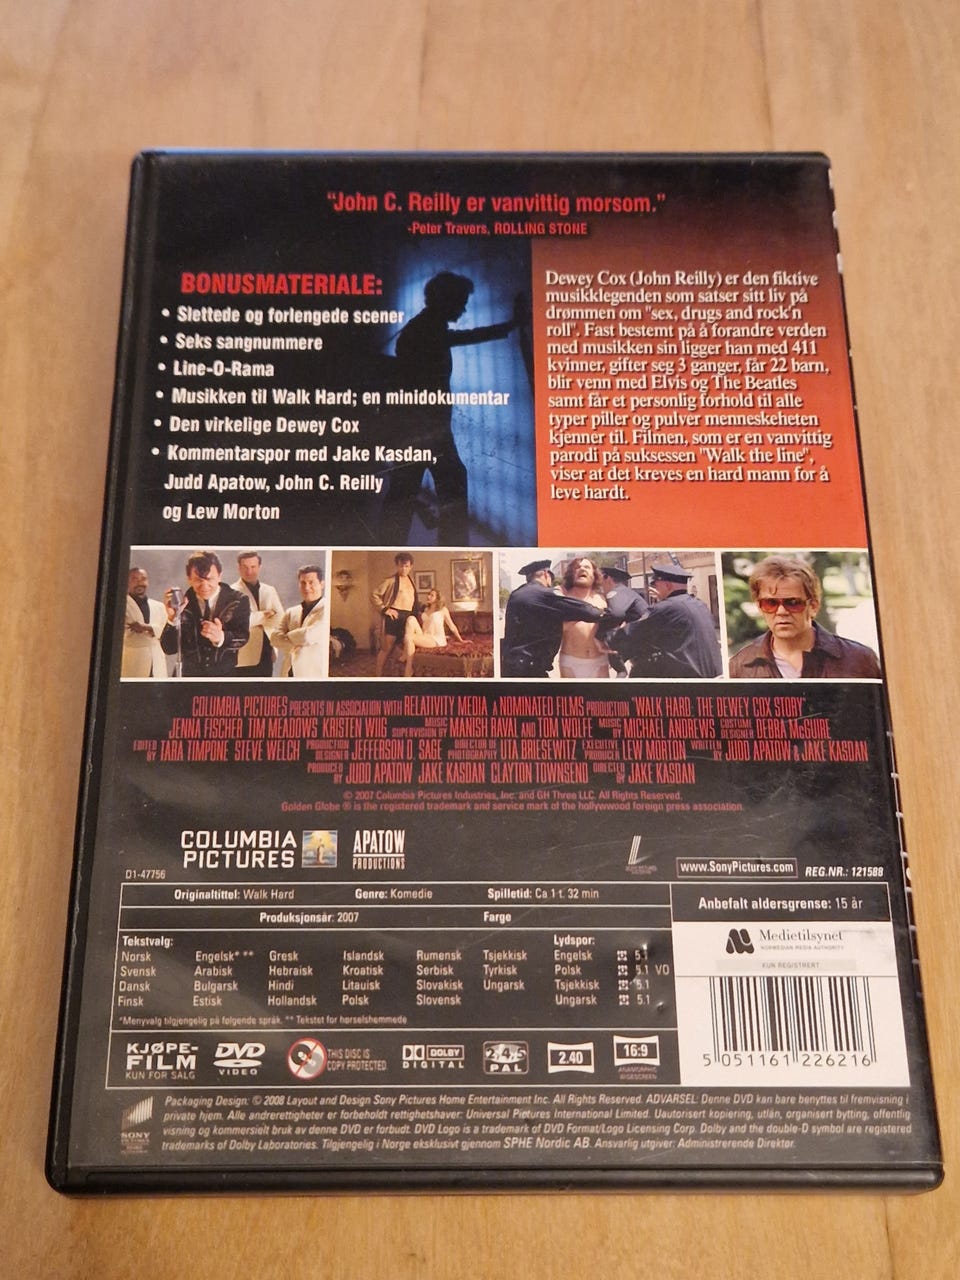 "John C. Reilly er vanvittig morsom."
-Peter Travers, ROLLING STONE
BONUSMATERIALE:
• Slettede og forlengede scener
• Seks sangnummere
• Line-O-Rama
• Musikken til Walk Hard; en minidokumentar
• Den virkelige Dewey Cox
• Kommentarspor med Jake Kasdan,
Judd Apatow, John C. Reilly
og Lew Morton
Dewey Cox (John Reilly) er den fiktive
musikklegenden som satser sitt liv på
drømmen om "sex, drugs and rock'n
roll". Fast bestemt på å forandre verden
med musikken sin ligger han med 411
kvinner, gifter seg 3 ganger, får 22 barn,
blir venn med Elvis og The Beatles
samt får et personlig forhold til alle
typer piller og pulver menneskeheten
kjenner til. Filmen, som er en vanvittig
parodi på suksessen "Walk the line",
viser at det kreves en hard mann for å
leve hardt.
COLUMBIA PICTURES PRESENTS IN ASSOCIATION WITH RELATIVITY MEDIA A NOMINATED FILMS PRODUCTION "WALK HARD: THE DEWEY COX STORY"
JENNA FISCHER TIM MEADOWS KRISTEN WIIG MUSIC SUPERVISION BY MANISH RAVAL AND TOM WOLFE MUSIC BY MICHAEL ANDREWS COSTUME DESIGNER DEBRA McGUIRE
EDITED BY TARA TIMPONE STEVE WELCH PRODUCTION DESIGNER JEFFERSON D. SAGE DIRECTOR OF PHOTOGRAPHY UTA BRIESEWITZ EXECUTIVE PRODUCER LEW MORTON WRITTEN BY JUDD APATOW & JAKE KASDAN
PRODUCED BY JUDD APATOW JAKE KASDAN CLAYTON TOWNSEND DIRECTED BY JAKE KASDAN
© 2007 Columbia Pictures Industries, Inc. and GH Three LLC. All Rights Reserved.
Golden Globe ® is the registered trademark and service mark of the hollywwood foreign press association.
COLUMBIA
PICTURES
APATOW
PRODUCTIONS
www.SonyPictures.com
REG.NR.: 121588
D1-47756
Originaltittel: Walk Hard Genre: Komedie Spilletid: Ca 1 t. 32 min
Produksjonsår: 2007 Farge
Anbefalt aldersgrense: 15 år
Medietilsynet
NORWEGIAN MEDIA AUTHORITY
KUN REGISTRERT
Tekstvalg: Lydspor:
Norsk Engelsk* ** Gresk Islandsk Rumensk Tsjekkisk Engelsk 5.1
Svensk Arabisk Hebraisk Kroatisk Serbisk Tyrkisk Polsk 5.1 VO
Dansk Bulgarsk Hindi Litauisk Slovakisk Ungarsk Tsjekkisk 5.1
Finsk Estisk Hollandsk Polsk Slovensk Ungarsk 5.1
*Menyvalg tilgjengelig på følgende språk. ** Tekstet for hørselshemmede
KJØPE-
FILM
KUN FOR SALG
DVD
VIDEO
THIS DISC IS
COPY PROTECTED
DOLBY
DIGITAL
2,4,5
PAL
2.40
16:9
ANAMORPHIC
WIDESCREEN
5 051161 226216
SONY
Packaging Design: © 2008 Layout and Design Sony Pictures Home Entertainment Inc. All Rights Reserved. ADVARSEL: Denne DVD kan bare benyttes til fremvisning i
private hjem. Alle andrerettigheter er forbeholdt rettighetshaver: Universal Pietures International Limited. Uautorisert kopiering, utlån, organisert bytting, offentlig
visning og kommersielt bruk av denne DVD er forbudt. DVD Logo is a trademark of DVD Format/Logo Licensing Corp. Dolby and the double-D symbol are registered
trademarks of Dolby Laboratories. Tilgjengelig i Norge eksklusivt gjennom SPHE Nordic AB. Ansvarlig utgiver: Administrerende Direktør.